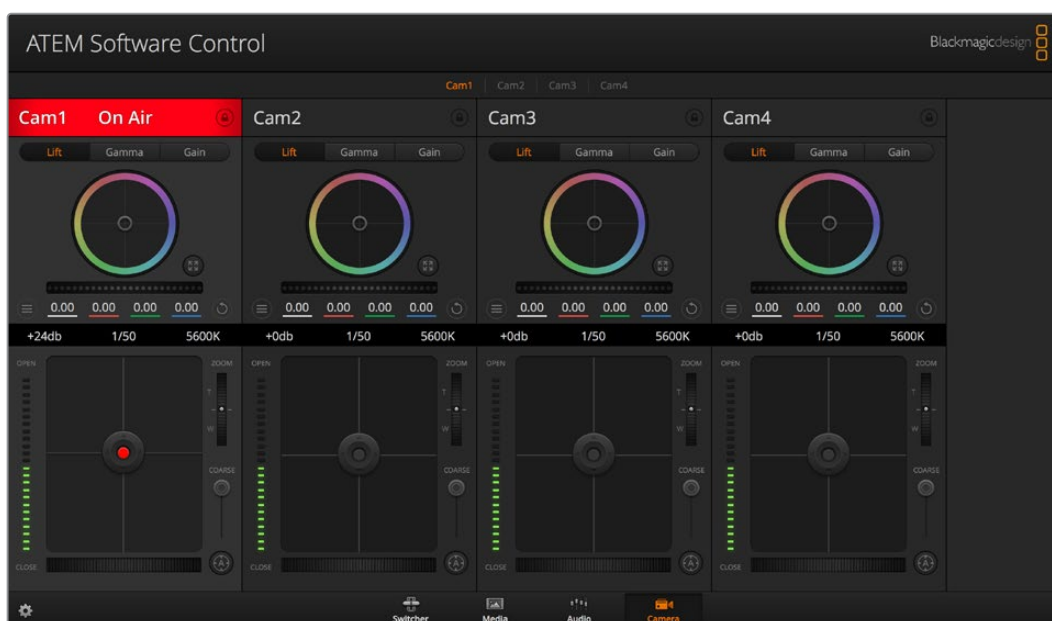 ATEM Software Control
Blackmagicdesign
Cam1 Cam2 Cam3 Cam4
Cam1 On Air
Cam2
Cam3
Cam4
Lift Gamma Gain
Lift Gamma Gain
Lift Gamma Gain
Lift Gamma Gain
0.00 0.00 0.00 0.00
0.00 0.00 0.00 0.00
0.00 0.00 0.00 0.00
0.00 0.00 0.00 0.00
+24db 1/50 5600K
+0db 1/50 5600K
+0db 1/50 5600K
+0db 1/50 5600K
OPEN ZOOM
OPEN ZOOM
OPEN ZOOM
OPEN ZOOM
T
T
T
T
W
W
W
W
COARSE
COARSE
COARSE
COARSE
CLOSE A
CLOSE A
CLOSE A
CLOSE A
Switcher Media Audio Camera